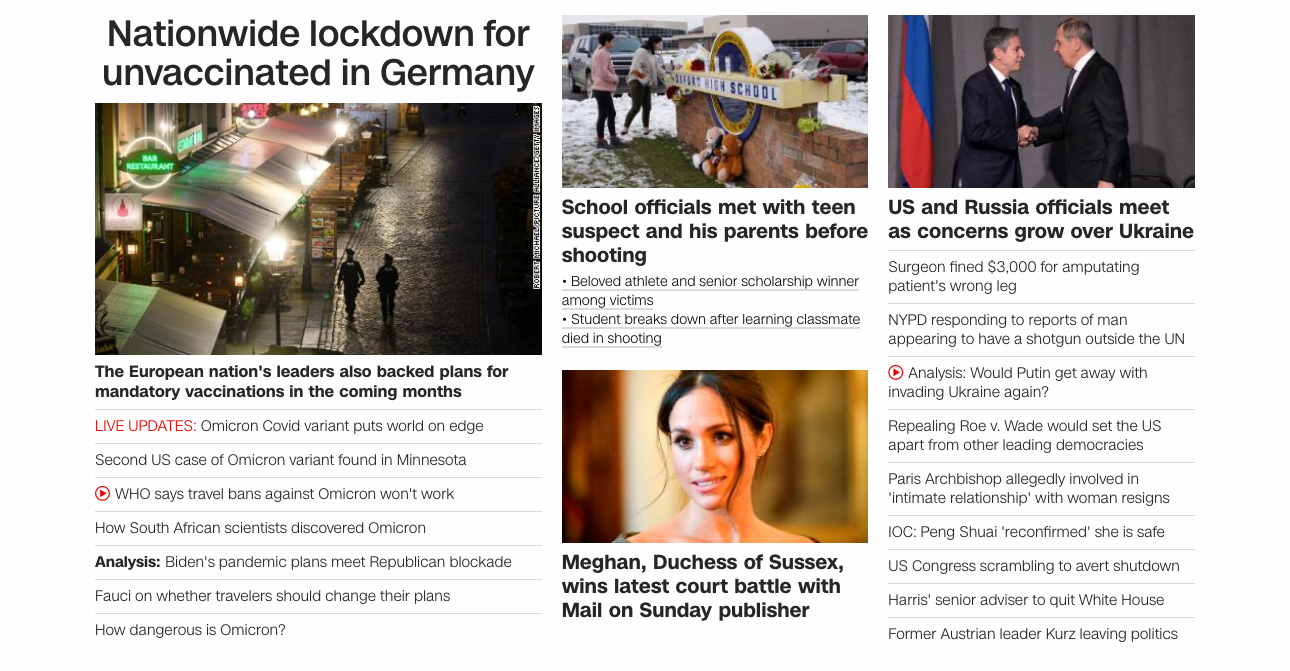 Nationwide lockdown for
unvaccinated in Germany
BAR
RESTAURANT
ROBERT MICHAEL/PICTURE ALLIANCE/GETTY IMAGES
The European nation's leaders also backed plans for
mandatory vaccinations in the coming months
LIVE UPDATES: Omicron Covid variant puts world on edge
Second US case of Omicron variant found in Minnesota
WHO says travel bans against Omicron won't work
How South African scientists discovered Omicron
Analysis: Biden's pandemic plans meet Republican blockade
Fauci on whether travelers should change their plans
How dangerous is Omicron?
OXFORD HIGH SCHOOL
School officials met with teen
suspect and his parents before
shooting
• Beloved athlete and senior scholarship winner
among victims
• Student breaks down after learning classmate
died in shooting
Meghan, Duchess of Sussex,
wins latest court battle with
Mail on Sunday publisher
US and Russia officials meet
as concerns grow over Ukraine
Surgeon fined $3,000 for amputating
patient's wrong leg
NYPD responding to reports of man
appearing to have a shotgun outside the UN
Analysis: Would Putin get away with
invading Ukraine again?
Repealing Roe v. Wade would set the US
apart from other leading democracies
Paris Archbishop allegedly involved in
'intimate relationship' with woman resigns
IOC: Peng Shuai 'reconfirmed' she is safe
US Congress scrambling to avert shutdown
Harris' senior adviser to quit White House
Former Austrian leader Kurz leaving politics